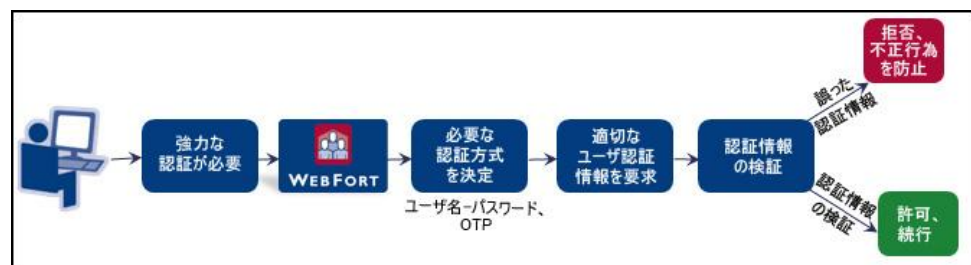 強力な
認証が必要
WEBFORT
必要な
認証方式
を決定
ユーザ名-パスワード、
OTP
適切な
ユーザ認証
情報を要求
認証情報
の検証
誤った
認証情報
拒否、
不正行為
を防止
認証情報
の検証
許可、
続行